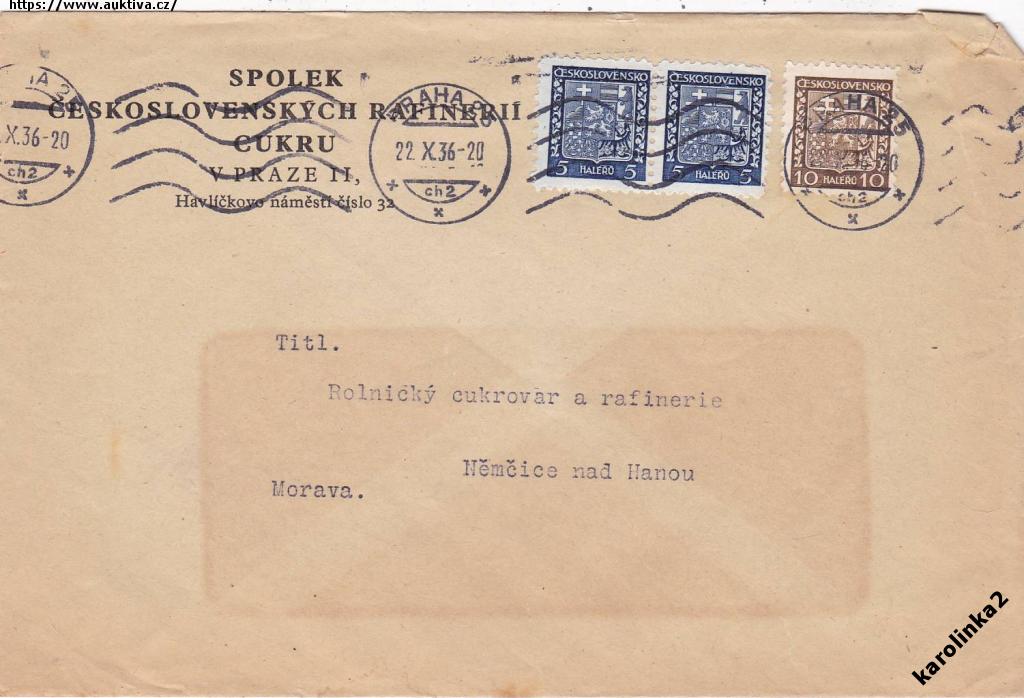 https://www.auktiva.cz/
SPOLEK
ČESKOSLOVENSKÝCH RAFINERIÍ
CUKRU
V PRAZE II,
Havlíčkovo náměstí číslo 32
X.36-20
ch2
PRAHA 25
22.X.36-20
ch2
ČESKOSLOVENSKO
5 HALÉŘŮ 5
ČESKOSLOVENSKO
5 HALÉŘŮ 5
ČESKOSLOVENSKO
10 HALÉŘŮ 10
PRAHA 25
ch2
Titl.
Rolnický cukrovar a rafinerie
Němčice nad Hanou
Morava.
karolinka2